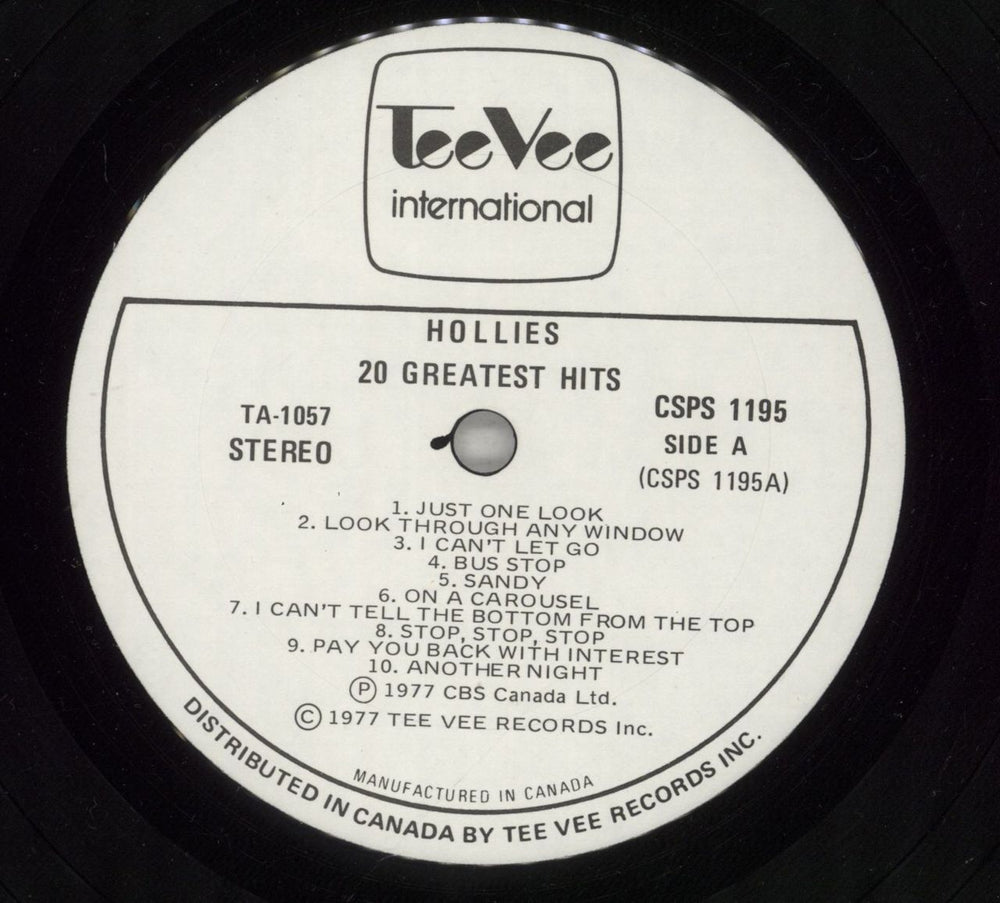 TeeVee
international
HOLLIES
20 GREATEST HITS
TA-1057
STEREO
CSPS 1195
SIDE A
(CSPS 1195A)
1. JUST ONE LOOK
2. LOOK THROUGH ANY WINDOW
3. I CAN'T LET GO
4. BUS STOP
5. SANDY
6. ON A CAROUSEL
7. I CAN'T TELL THE BOTTOM FROM THE TOP
8. STOP, STOP, STOP
9. PAY YOU BACK WITH INTEREST
10. ANOTHER NIGHT
Ⓟ 1977 CBS Canada Ltd.
© 1977 TEE VEE RECORDS Inc.
MANUFACTURED IN CANADA
DISTRIBUTED IN CANADA BY TEE VEE RECORDS INC.